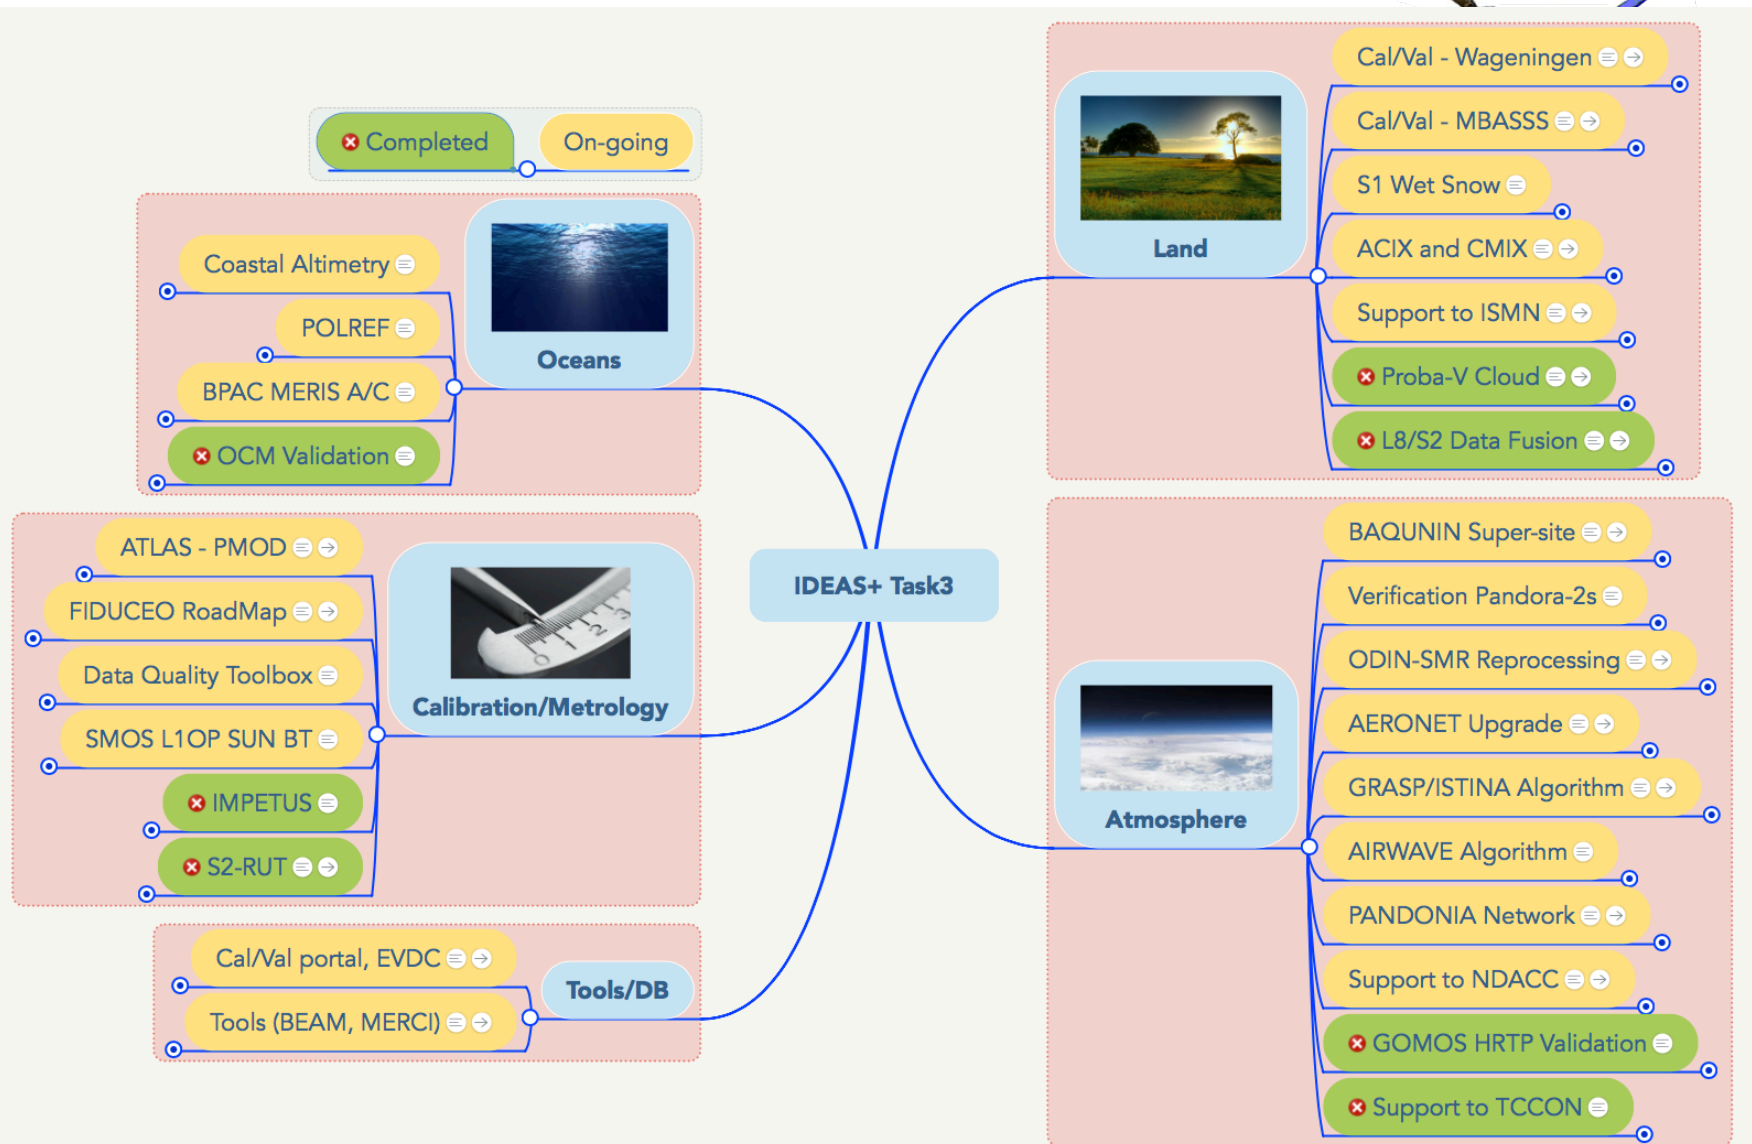 Completed
On-going
Coastal Altimetry
POLREF
BPAC MERIS A/C
OCM Validation
Oceans
ATLAS - PMOD
FIDUCEO RoadMap
Data Quality Toolbox
SMOS L1OP SUN BT
IMPETUS
S2-RUT
0 1 2 3
Calibration/Metrology
Cal/Val portal, EVDC
Tools (BEAM, MERCI)
Tools/DB
IDEAS+ Task3
Land
Cal/Val - Wageningen
Cal/Val - MBASSS
S1 Wet Snow
ACIX and CMIX
Support to ISMN
Proba-V Cloud
L8/S2 Data Fusion
Atmosphere
BAQUNIN Super-site
Verification Pandora-2s
ODIN-SMR Reprocessing
AERONET Upgrade
GRASP/ISTINA Algorithm
AIRWAVE Algorithm
PANDONIA Network
Support to NDACC
GOMOS HRTP Validation
Support to TCCON